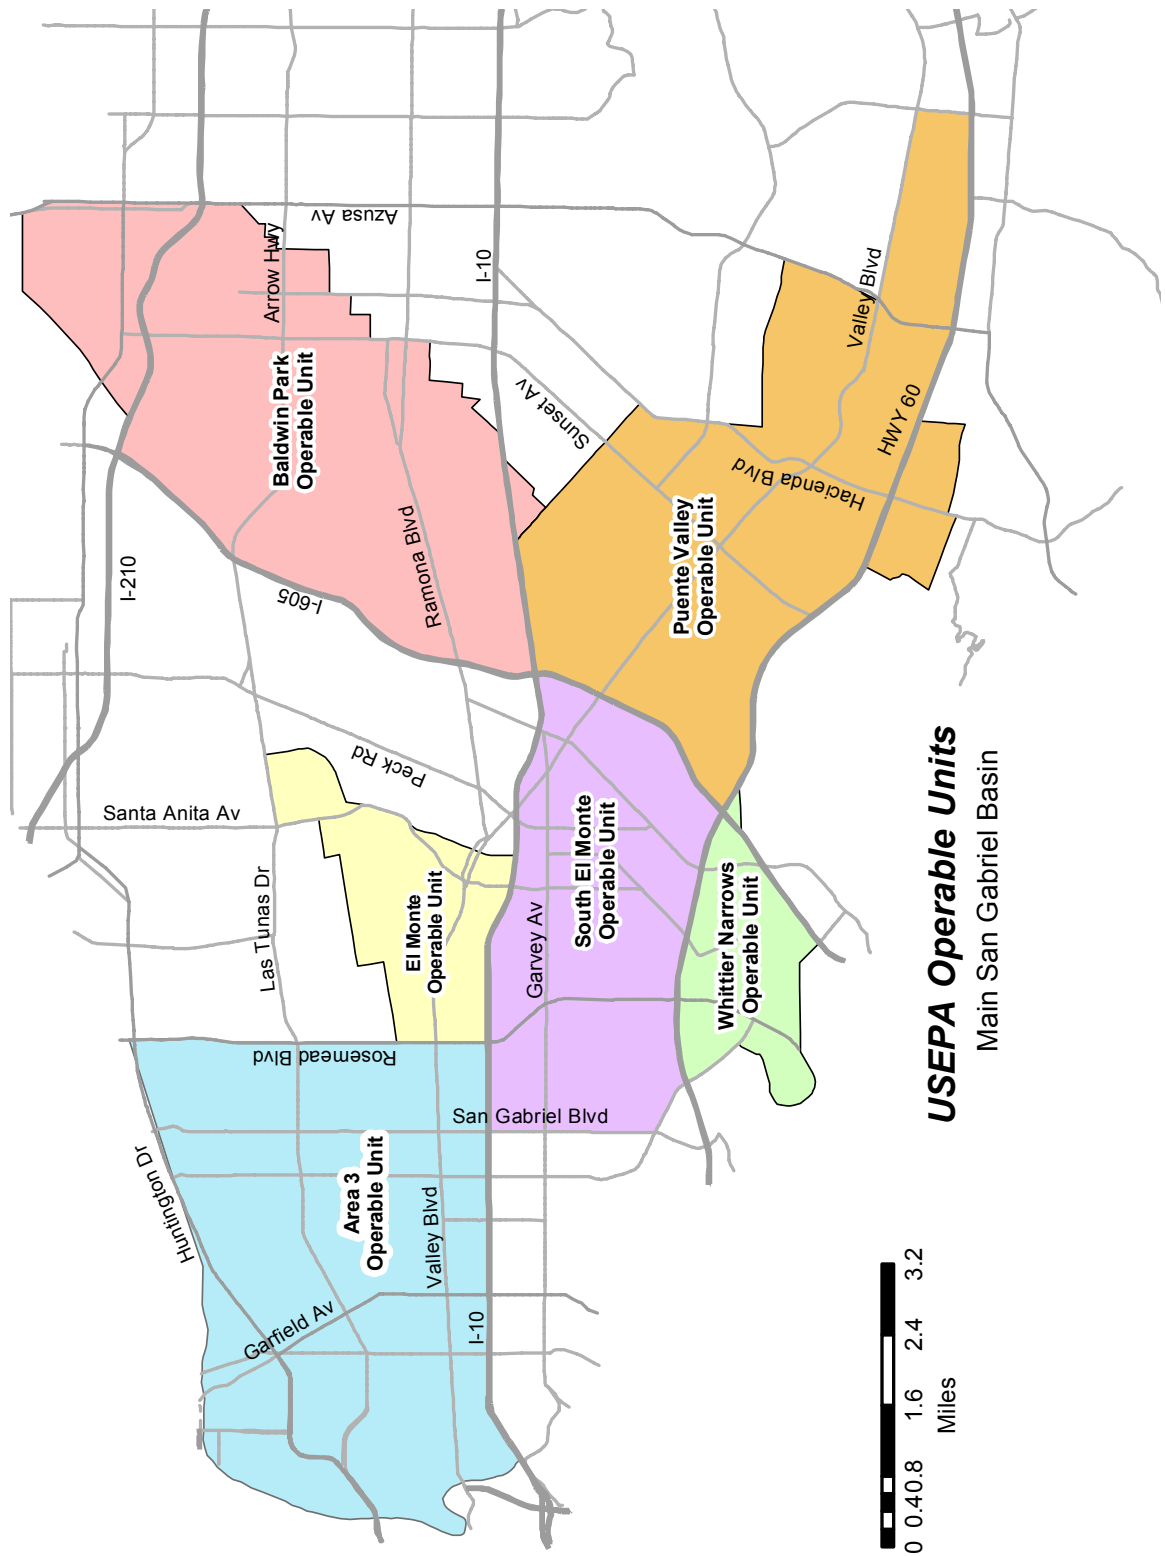 Azusa Av
Arrow Hwy
I-10
Baldwin Park
Operable Unit
Sunset Av
Valley Blvd
HWY 60
Hacienda Blvd
Puente Valley
Operable Unit
Ramona Blvd
I-210
I-605
Peck Rd
Santa Anita Av
Las Tunas Dr
El Monte
Operable Unit
South El Monte
Operable Unit
Garvey Av
Whittier Narrows
Operable Unit
Rosemead Blvd
San Gabriel Blvd
Huntington Dr
Area 3
Operable Unit
Valley Blvd
Garfield Av
I-10
USEPA Operable Units
Main San Gabriel Basin
0 0.4 0.8 1.6 2.4 3.2
Miles